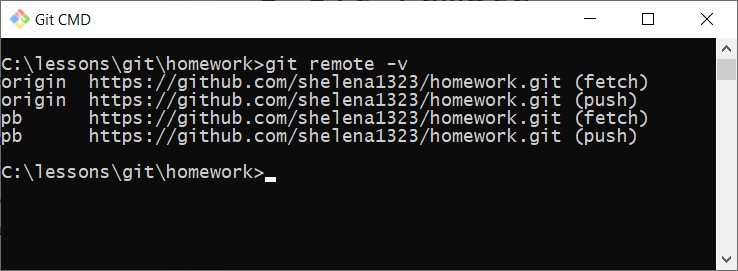 Git CMD
C:\lessons\git\homework>git remote -v
origin  https://github.com/shelena1323/homework.git (fetch)
origin  https://github.com/shelena1323/homework.git (push)
pb      https://github.com/shelena1323/homework.git (fetch)
pb      https://github.com/shelena1323/homework.git (push)
C:\lessons\git\homework>